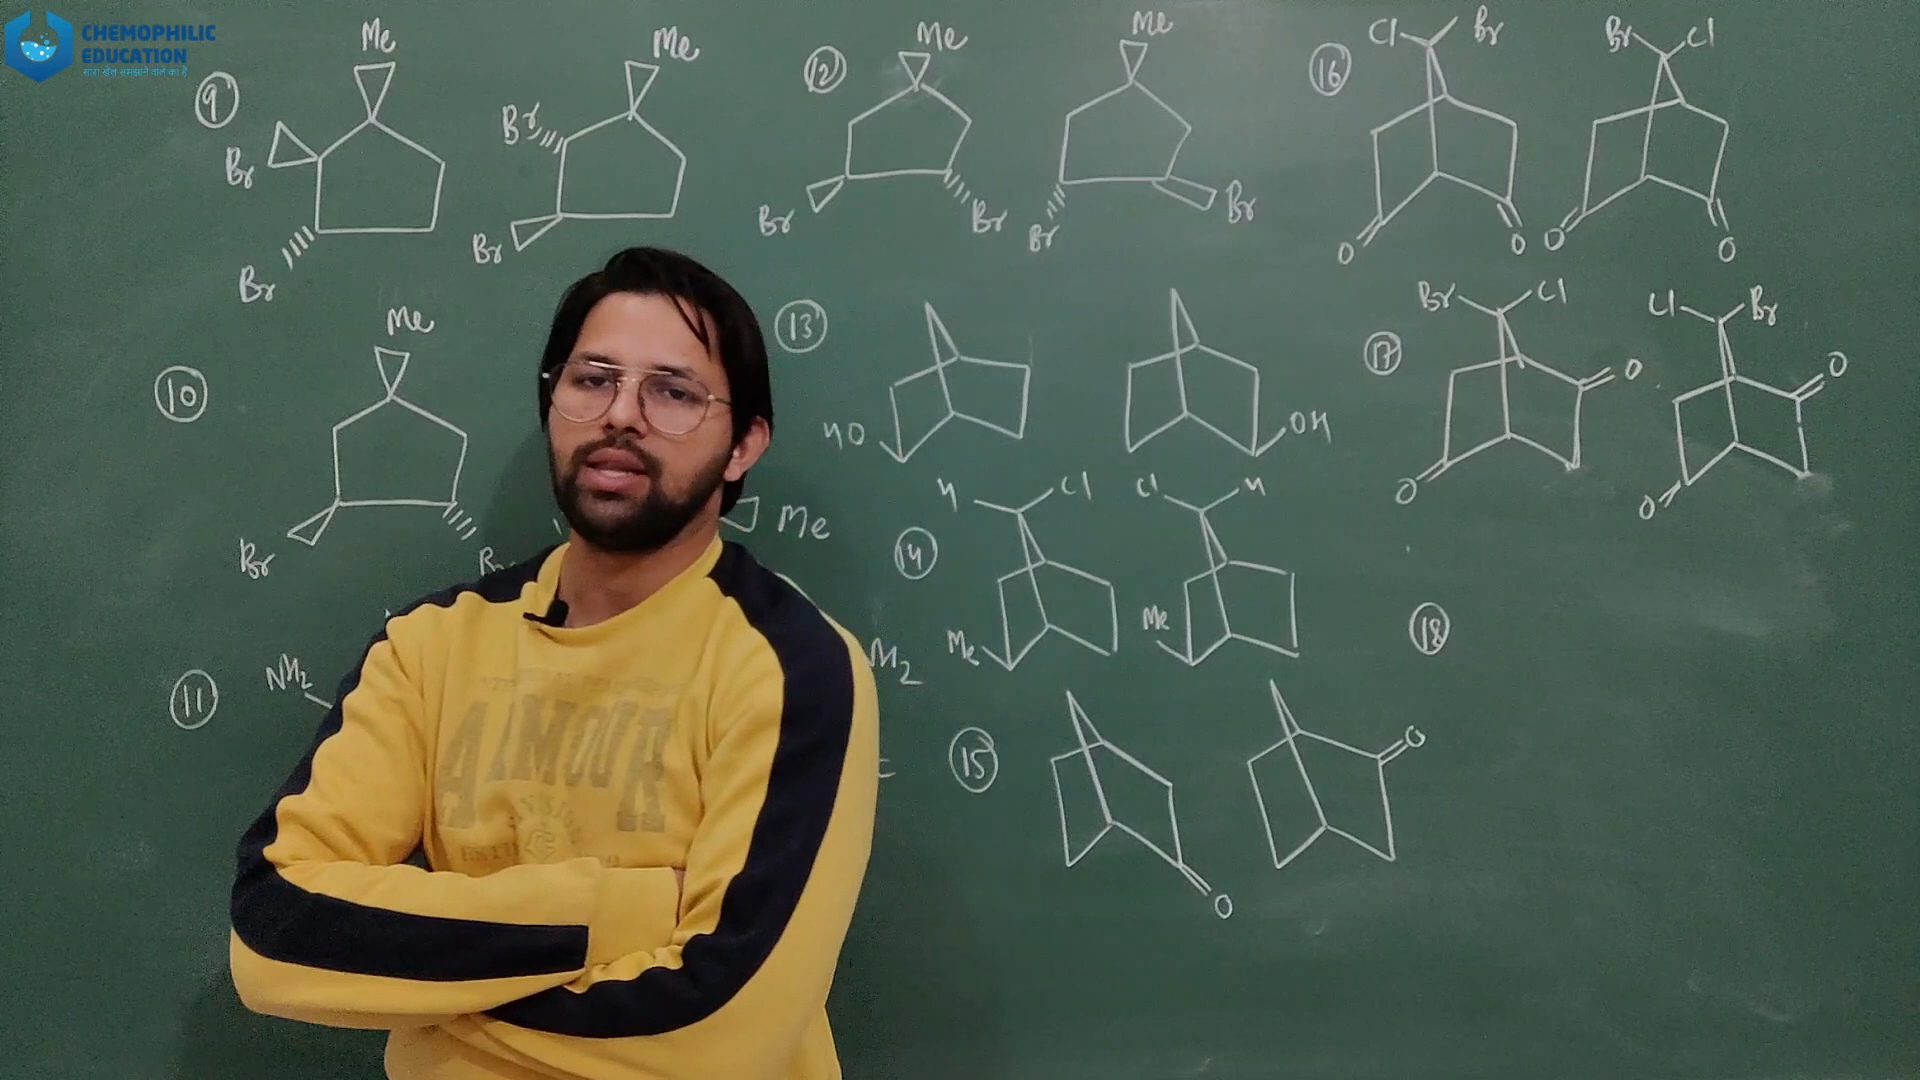 CHEMOPHILIC
EDUCATION
सारा खेल समझाने वाले का है
9
Me
Br
Br
Me
Br
Br
10
Me
Br
Br
Me
11
NH2
12
Me
Br
Br
Me
Br
Br
13
HO
OH
14
H
Cl
Me
Cl
H
Me
15
O
O
16
Cl
Br
O
O
Br
Cl
O
O
17
Br
Cl
O
O
Cl
Br
O
O
18